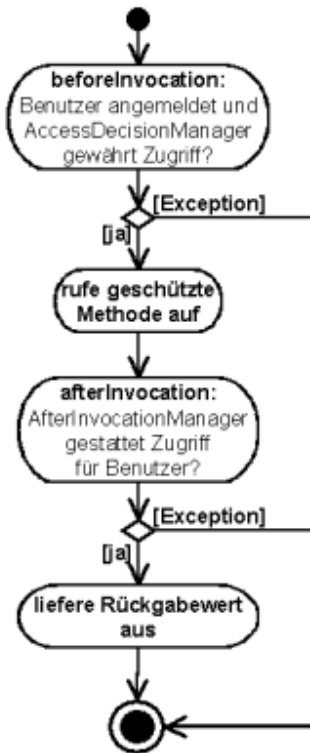 beforeInvocation:
Benutzer angemeldet und
AccessDecisionManager
gewährt Zugriff?
[Exception]
[ja]
rufe geschützte
Methode auf
afterInvocation:
AfterInvocationManager
gestattet Zugriff
für Benutzer?
[Exception]
[ja]
liefere Rückgabewert
aus